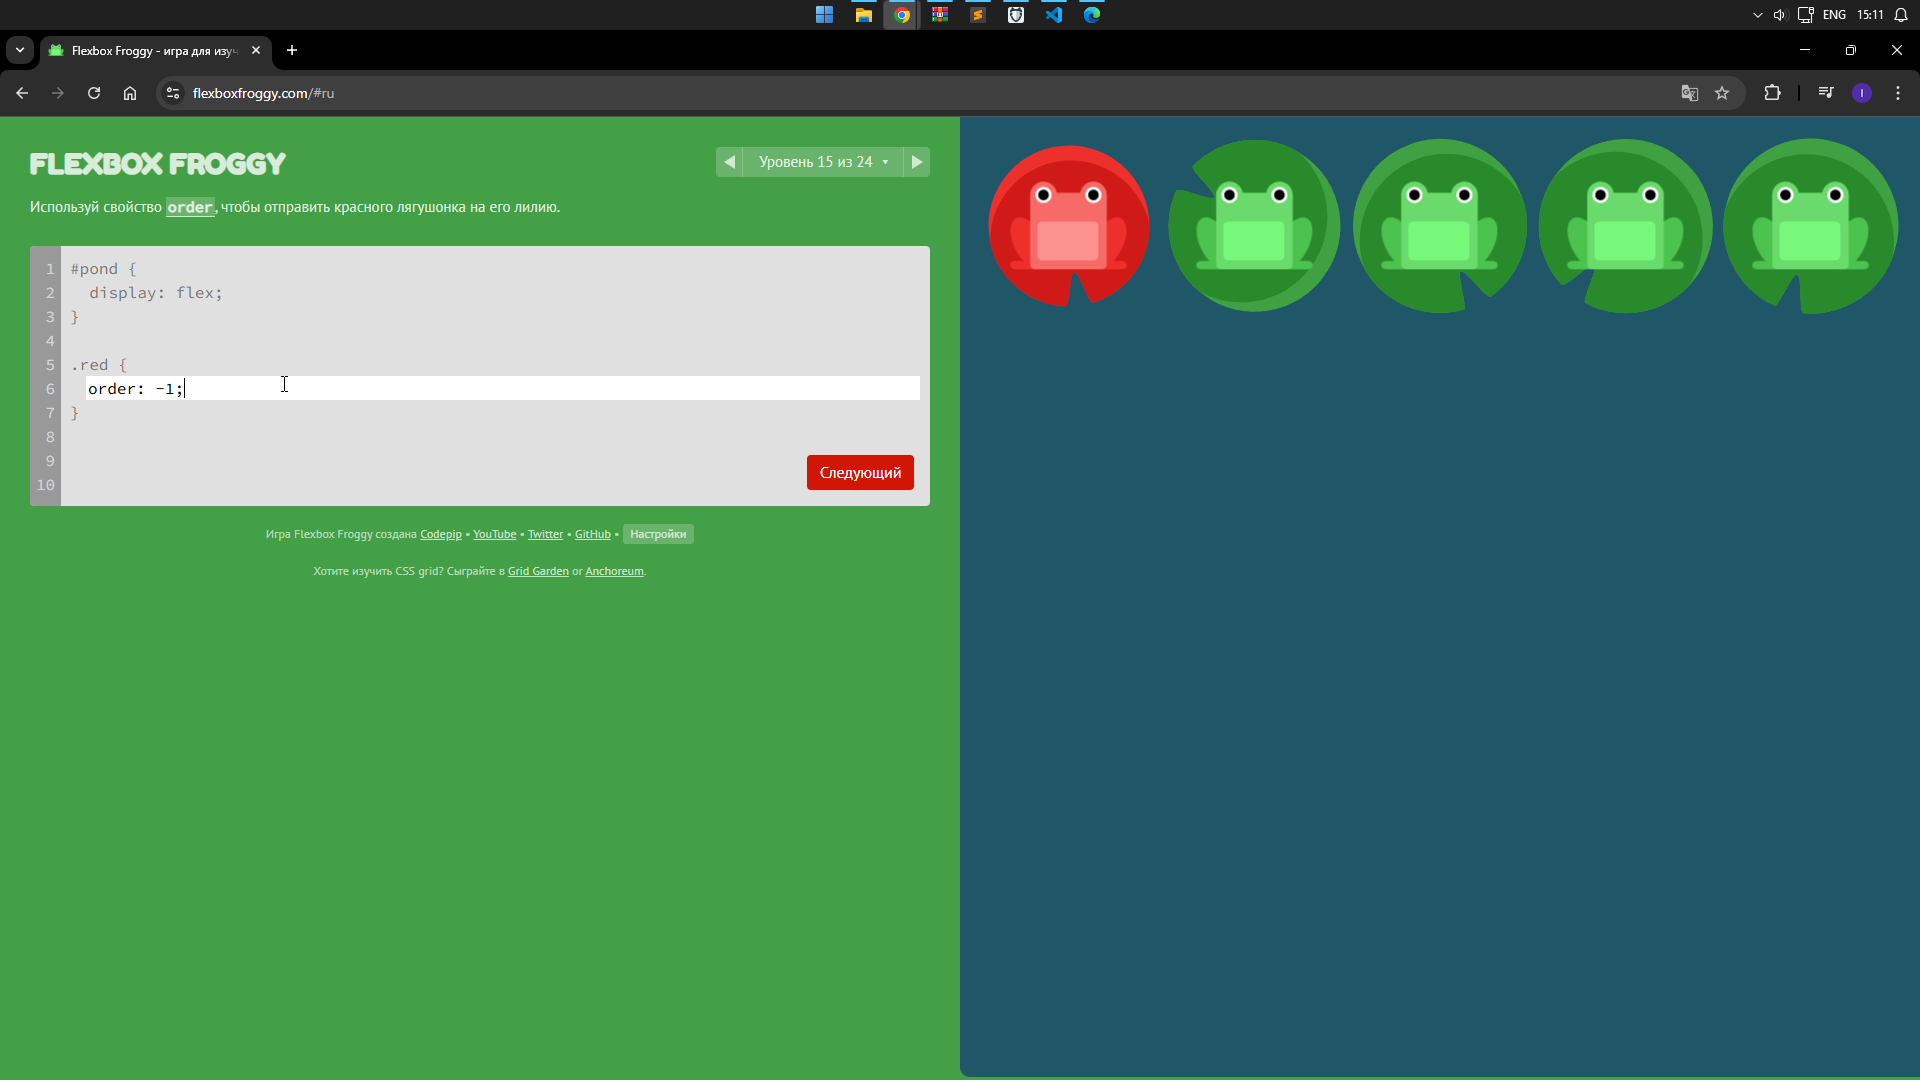 ENG 15:11
Flexbox Froggy - игра для изуч
flexboxfroggy.com/#ru
I
FLEXBOX FROGGY
Уровень 15 из 24
Используй свойство order, чтобы отправить красного лягушонка на его лилию.
1 #pond {
2 display: flex;
3 }
4
5 .red {
6 order: -1;
7 }
8
9
10
Следующий
Игра Flexbox Froggy создана Codepip • YouTube • Twitter • GitHub • Настройки
Хотите изучить CSS grid? Сыграйте в Grid Garden or Anchoreum.